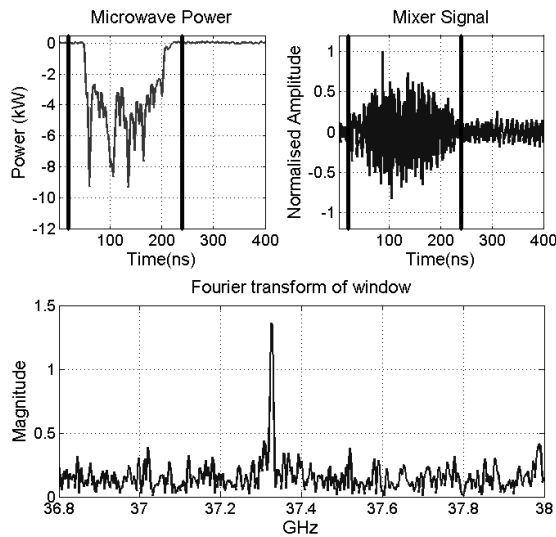 Microwave Power
Mixer Signal
Power (kW)
0
-2
-4
-6
-8
-10
-12
100 200 300 400
Time(ns)
Normalised Amplitude
1
0.5
0
-0.5
-1
100 200 300 400
Time(ns)
Fourier transform of window
Magnitude
1.5
1
0.5
0
36.8 37 37.2 37.4 37.6 37.8 38
GHz